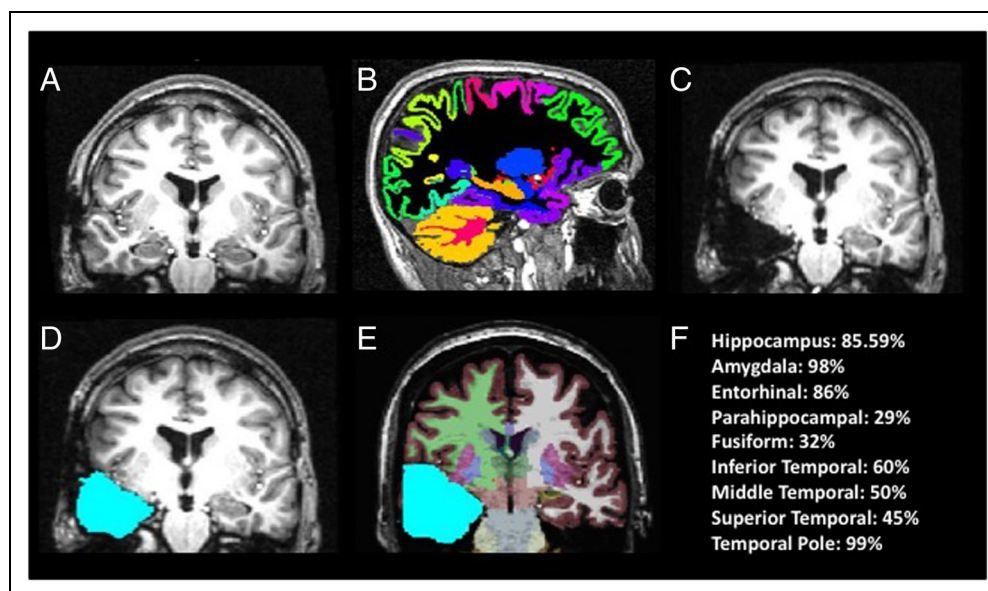 A
B
C
D
E
F
Hippocampus: 85.59%
Amygdala: 98%
Entorhinal: 86%
Parahippocampal: 29%
Fusiform: 32%
Inferior Temporal: 60%
Middle Temporal: 50%
Superior Temporal: 45%
Temporal Pole: 99%